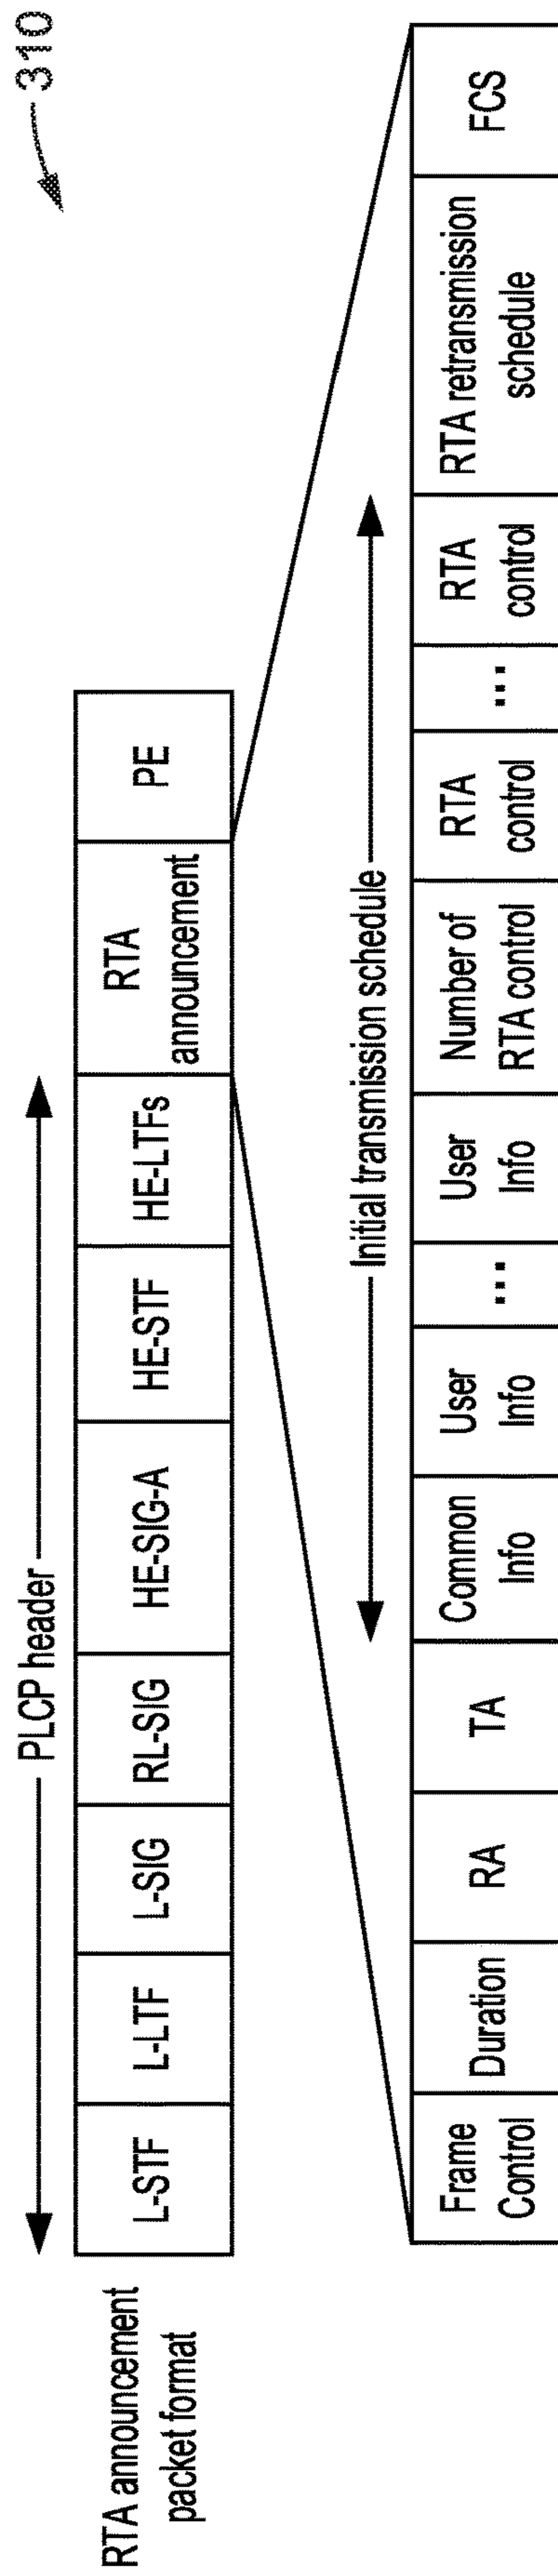 310
PLCP header
RTA announcement
packet format
L-STF
L-LTF
L-SIG
RL-SIG
HE-SIG-A
HE-STF
HE-LTFs
RTA
announcement
PE
Initial transmission schedule
Frame
Control
Duration
RA
TA
Common
Info
User
Info
...
User
Info
Number of
RTA control
RTA
control
...
RTA
control
RTA retransmission
schedule
FCS